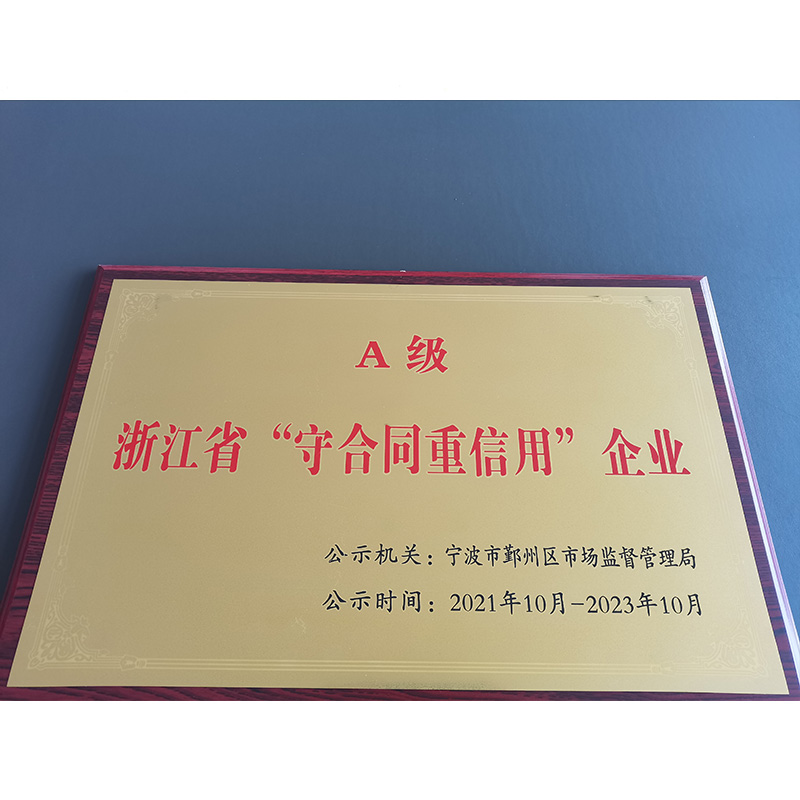 A级
浙江省“守合同重信用”企业
公示机关：宁波市鄞州区市场监督管理局
公示时间：2021年10月-2023年10月